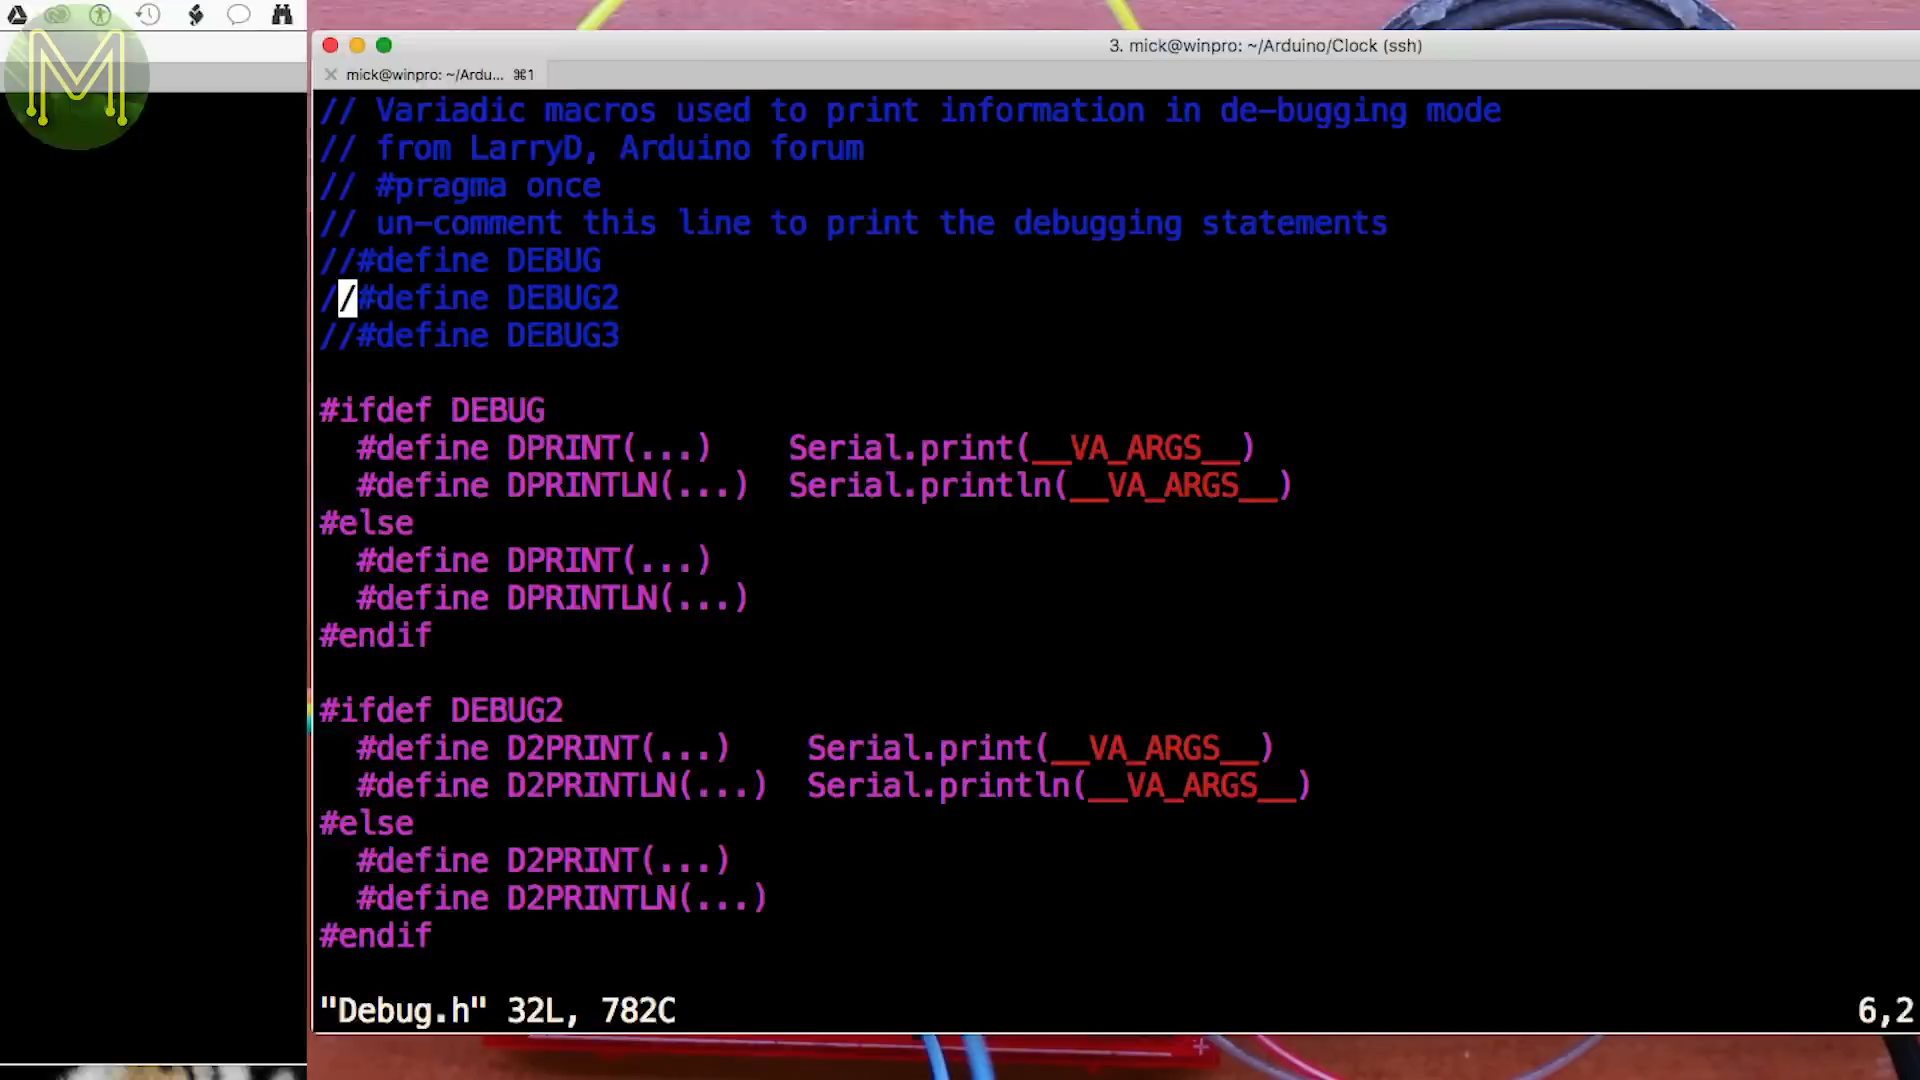 M
3. mick@winpro: ~/Arduino/Clock (ssh)
mick@winpro: ~/Ardu... ⌘1
// Variadic macros used to print information in de-bugging mode
// from LarryD, Arduino forum
// #pragma once
// un-comment this line to print the debugging statements
//#define DEBUG
//#define DEBUG2
//#define DEBUG3
#ifdef DEBUG
#define DPRINT(...) Serial.print(__VA_ARGS__)
#define DPRINTLN(...) Serial.println(__VA_ARGS__)
#else
#define DPRINT(...)
#define DPRINTLN(...)
#endif
#ifdef DEBUG2
#define D2PRINT(...) Serial.print(__VA_ARGS__)
#define D2PRINTLN(...) Serial.println(__VA_ARGS__)
#else
#define D2PRINT(...)
#define D2PRINTLN(...)
#endif
"Debug.h" 32L, 782C 6,2